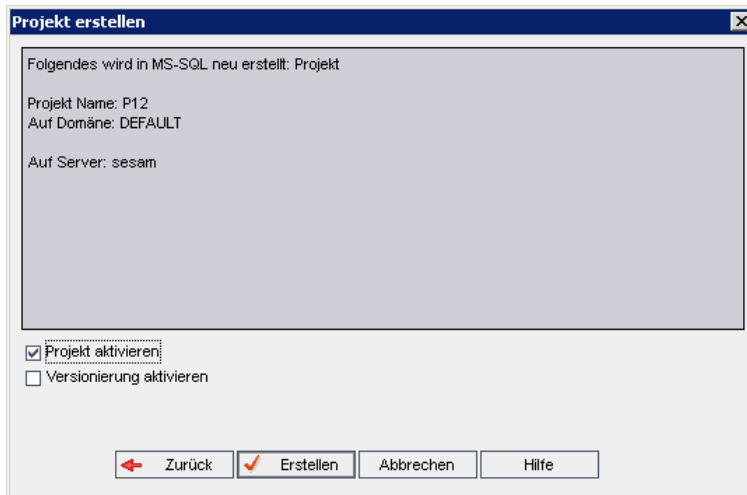 Projekt erstellen
Folgendes wird in MS-SQL neu erstellt: Projekt
Projekt Name: P12
Auf Domäne: DEFAULT
Auf Server: sesam
Projekt aktivieren
Versionierung aktivieren
Zurück Erstellen Abbrechen Hilfe